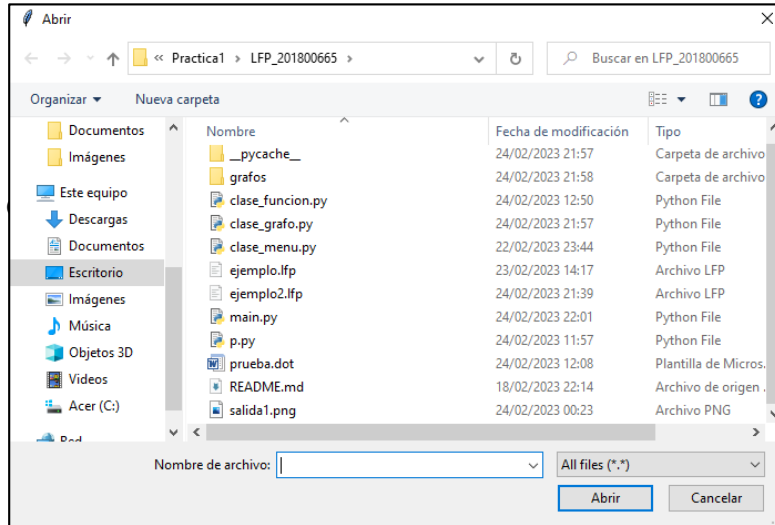 Abrir
« Practica1 > LFP_201800665 >
Buscar en LFP_201800665
Organizar
Nueva carpeta
Documentos
Imágenes
Este equipo
Descargas
Documentos
Escritorio
Imágenes
Música
Objetos 3D
Videos
Acer (C:)
Red
Nombre Fecha de modificación Tipo
__pycache__ 24/02/2023 21:57 Carpeta de archivo
grafos 24/02/2023 21:58 Carpeta de archivo
clase_funcion.py 24/02/2023 12:50 Python File
clase_grafo.py 24/02/2023 21:57 Python File
clase_menu.py 22/02/2023 23:44 Python File
ejemplo.lfp 23/02/2023 14:17 Archivo LFP
ejemplo2.lfp 24/02/2023 21:39 Archivo LFP
main.py 24/02/2023 22:01 Python File
p.py 24/02/2023 11:57 Python File
prueba.dot 24/02/2023 12:08 Plantilla de Micros.
README.md 18/02/2023 22:14 Archivo de origen .
salida1.png 24/02/2023 00:23 Archivo PNG
Nombre de archivo:
All files (*.*)
Abrir
Cancelar